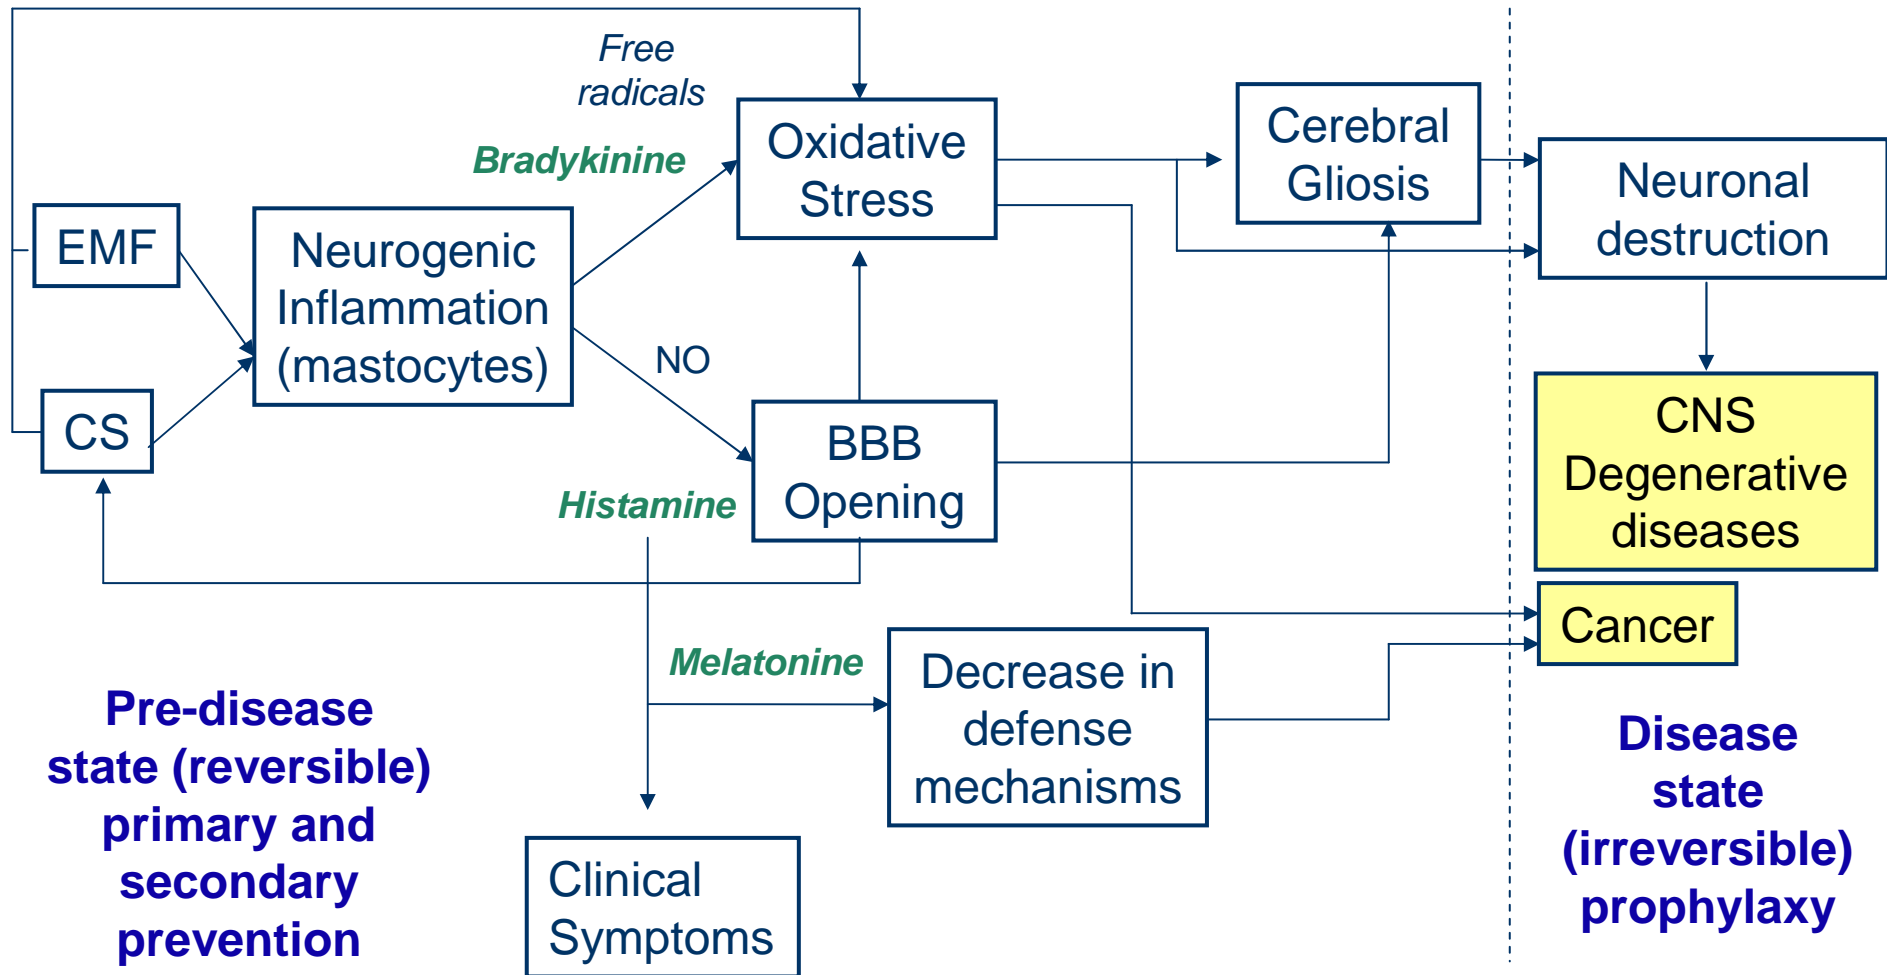 Free
radicals
Bradykinine
Oxidative
Stress
Cerebral
Gliosis
Neuronal
destruction
EMF
Neurogenic
Inflammation
(mastocytes)
CS
NO
BBB
Opening
Histamine
CNS
Degenerative
diseases
Cancer
Melatonine
Decrease in
defense
mechanisms
Clinical
Symptoms
Pre-disease
state (reversible)
primary and
secondary
prevention
Disease
state
(irreversible)
prophylaxy